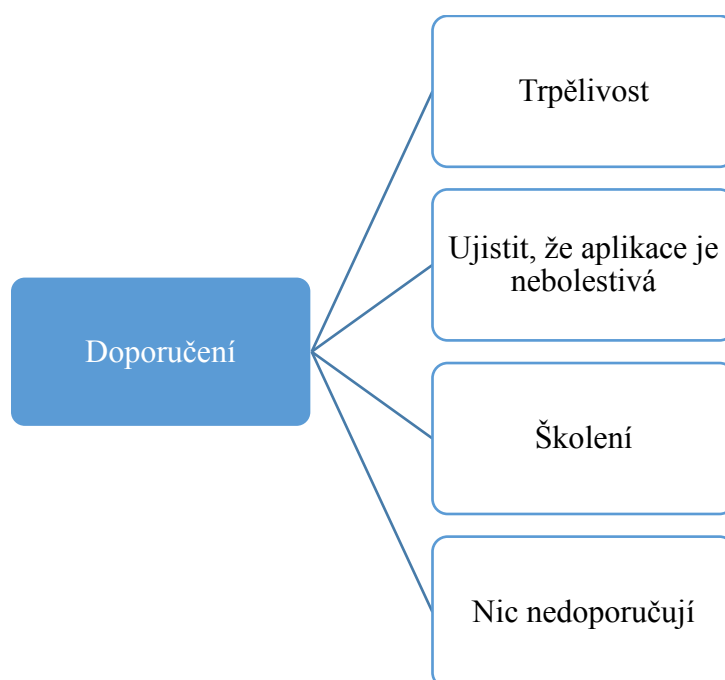 Doporučení
Trpělivost
Ujistit, že aplikace je
nebolestivá
Školení
Nic nedoporučují